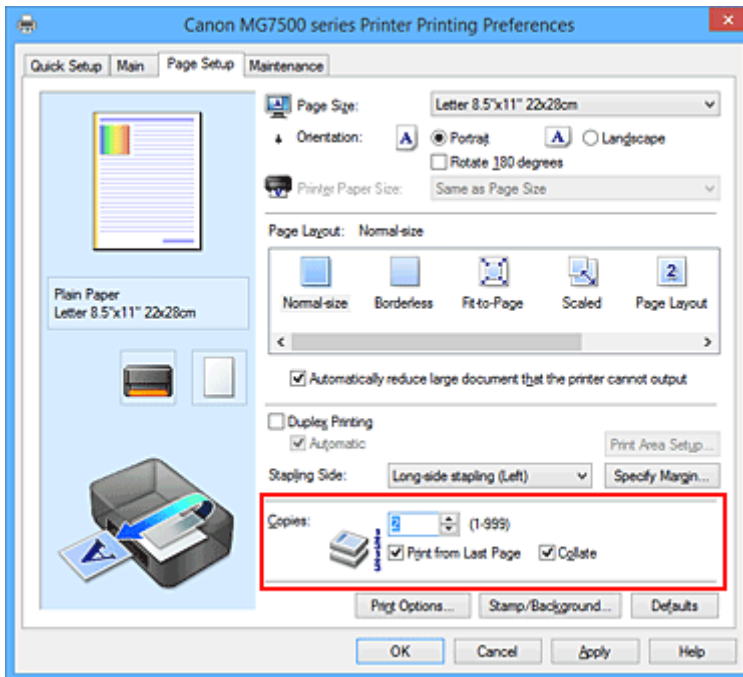 Canon MG7500 series Printer Printing Preferences
Quick Setup Main Page Setup Maintenance
Page Size: Letter 8.5"x11" 22x28cm
Orientation: A Portrait A Landscape
Rotate 180 degrees
Printer Paper Size: Same as Page Size
Page Layout: Normal-size
2
Normal-size Borderless Fit-to-Page Scaled Page Layout
Plain Paper
Letter 8.5"x11" 22x28cm
Automatically reduce large document that the printer cannot output
Duplex Printing
Automatic Print Area Setup...
Stapling Side: Long-side stapling (Left) Specify Margin...
Copies: 2 (1-999)
Print from Last Page Collate
A
Print Options... Stamp/Background... Defaults
OK Cancel Apply Help